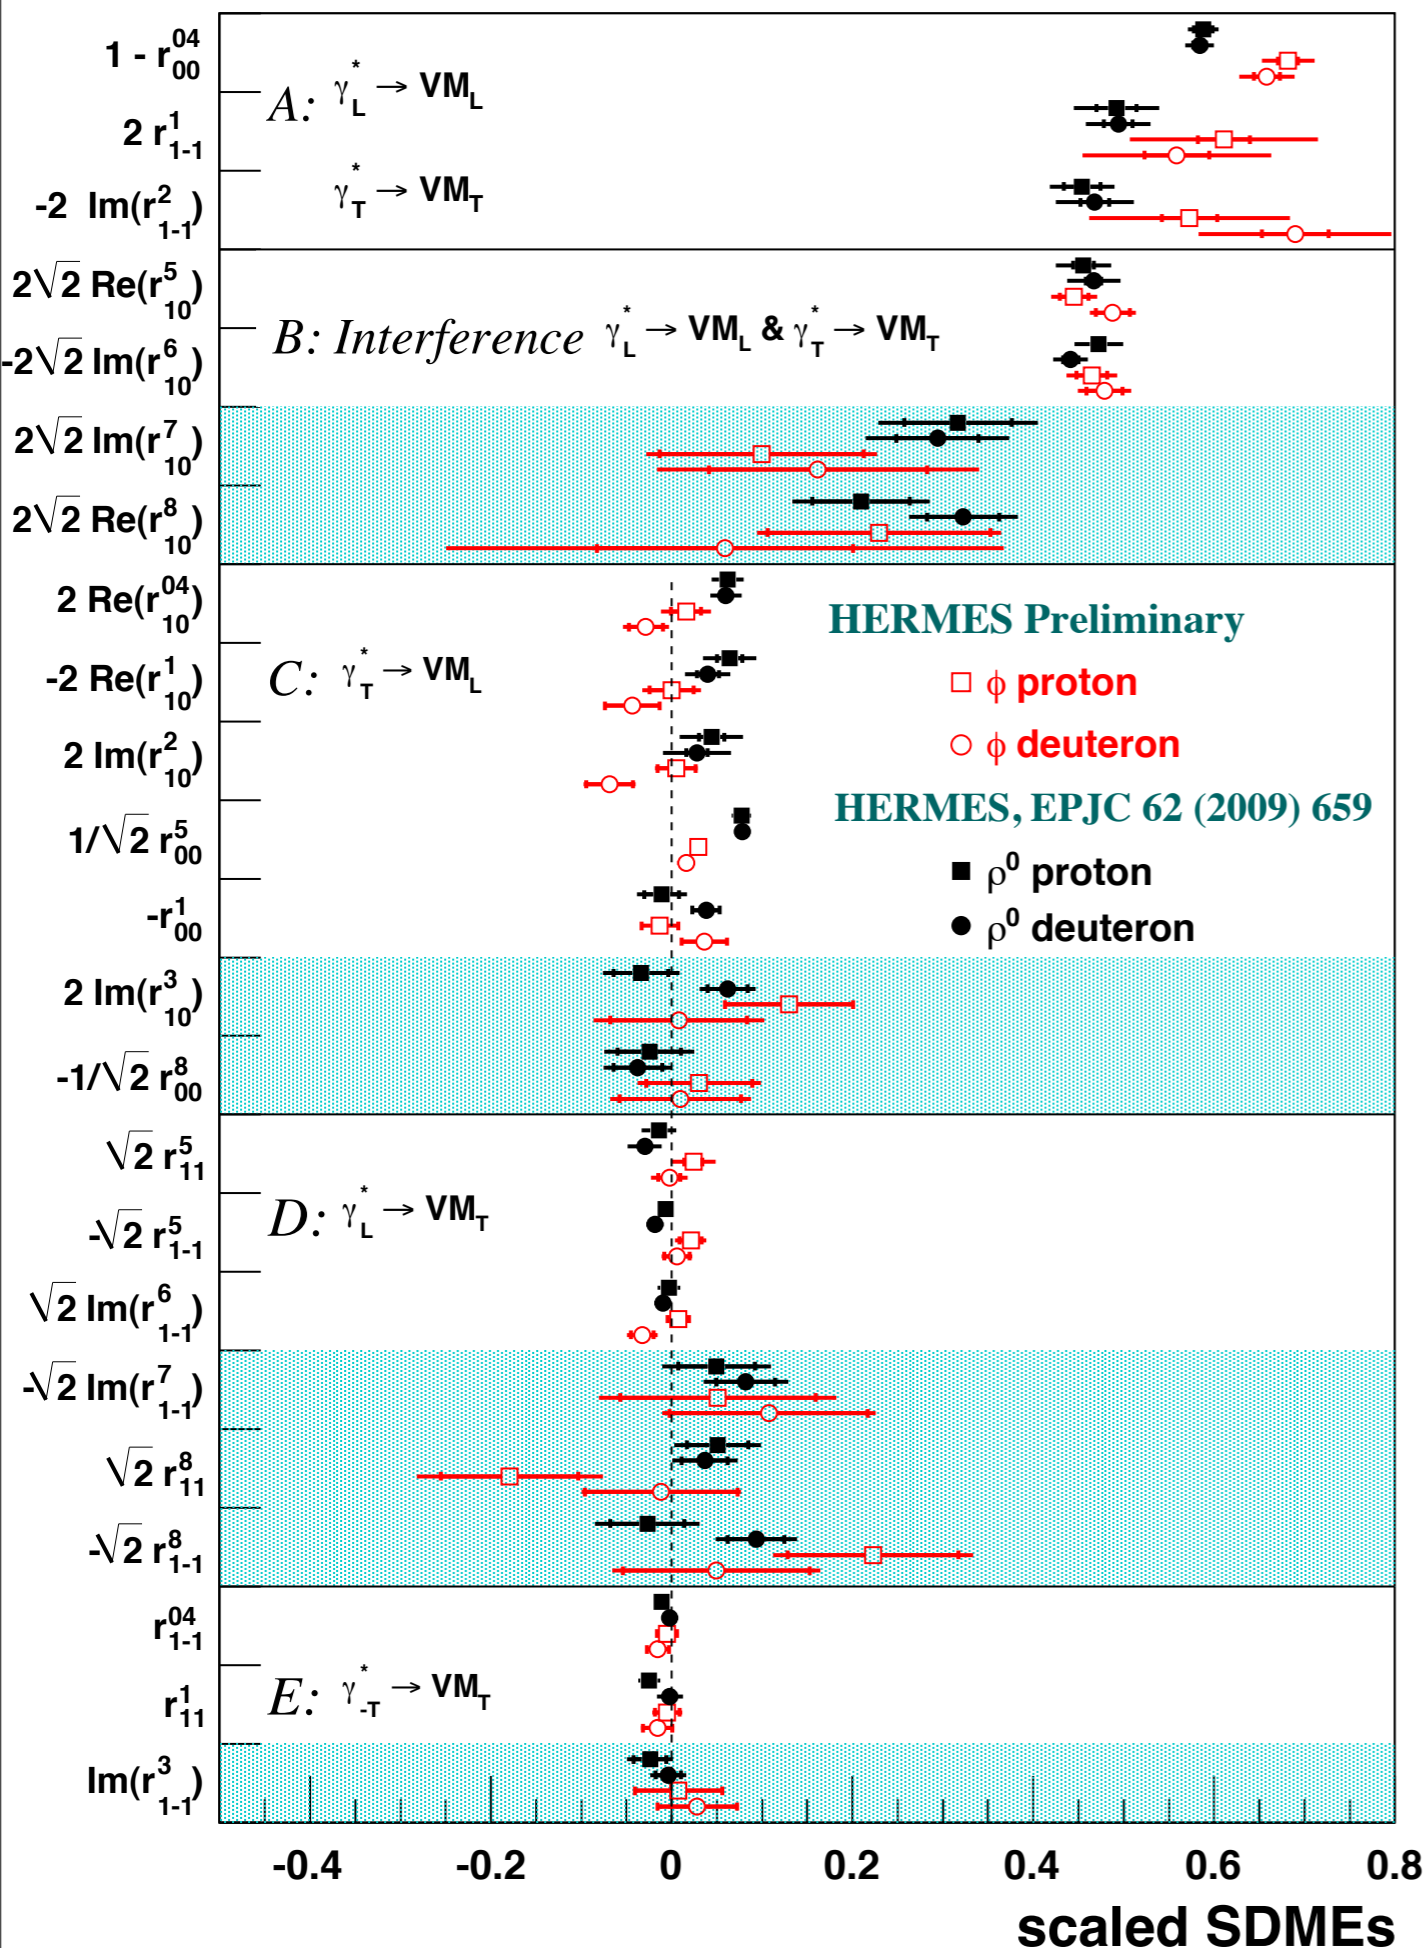 1 - r^04_00
A: γ*_L → VM_L
2 r^1_1-1
γ*_T → VM_T
-2 Im(r^2_1-1)
2√2 Re(r^5_10)
B: Interference γ*_L → VM_L & γ*_T → VM_T
-2√2 Im(r^6_10)
2√2 Im(r^7_10)
2√2 Re(r^8_10)
2 Re(r^04_10)
HERMES Preliminary
-2 Re(r^1_10)
C: γ*_T → VM_L
ϕ proton
2 Im(r^2_10)
ϕ deuteron
HERMES, EPJC 62 (2009) 659
1/√2 r^5_00
ρ^0 proton
-r^1_00
ρ^0 deuteron
2 Im(r^3_10)
-1/√2 r^8_00
√2 r^5_11
D: γ*_L → VM_T
-√2 r^5_1-1
√2 Im(r^6_1-1)
-√2 Im(r^7_1-1)
√2 r^8_11
-√2 r^8_1-1
r^04_1-1
E: γ*_-T → VM_T
r^1_11
Im(r^3_1-1)
-0.4 -0.2 0 0.2 0.4 0.6 0.8
scaled SDMEs